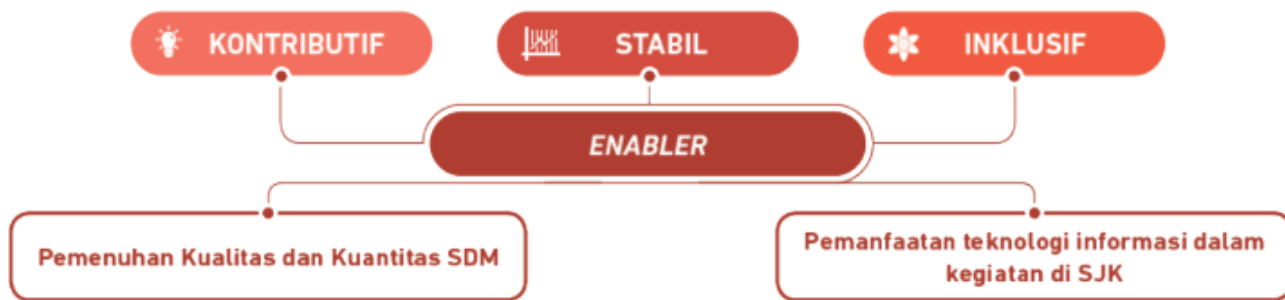 KONTRIBUTIF
STABIL
INKLUSIF
ENABLER
Pemenuhan Kualitas dan Kuantitas SDM
Pemanfaatan teknologi informasi dalam
kegiatan di SJK